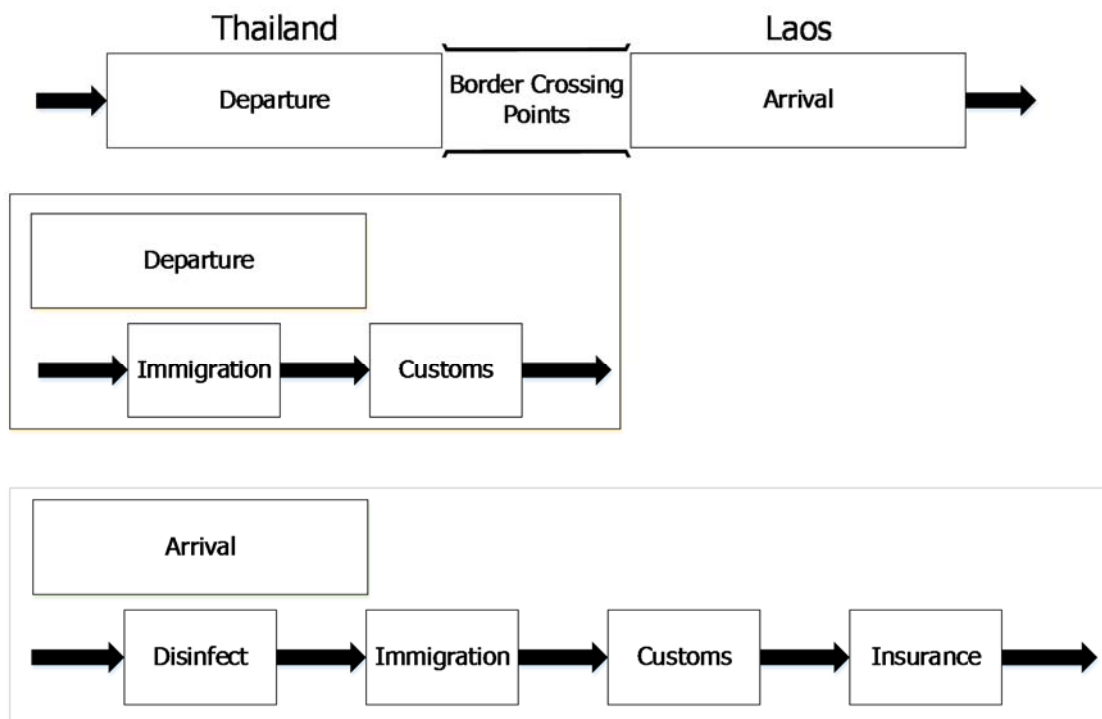 Thailand
Laos
Departure
Border Crossing
Points
Arrival
Departure
Immigration
Customs
Arrival
Disinfect
Immigration
Customs
Insurance